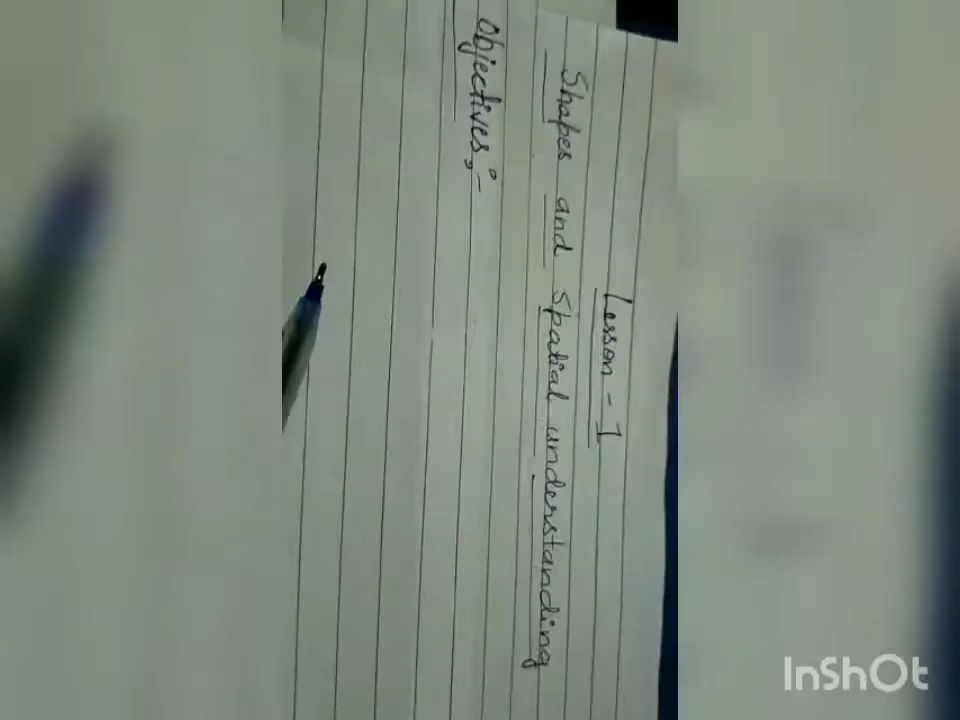 Lesson - 1
Shapes and Spatial understanding
Objectives;-
InShOt